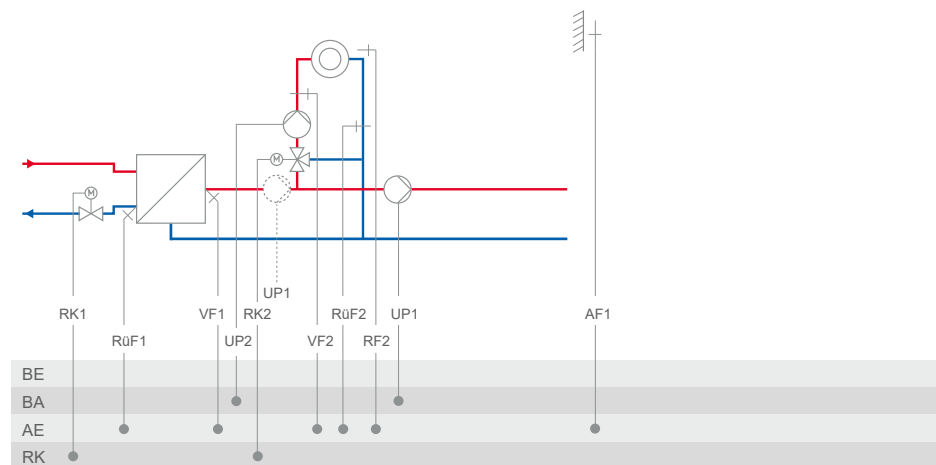 M
M
UP1
RK1 VF1 RK2 RüF2 UP1 AF1
RüF1 UP2 VF2 RF2
BE
BA
AE
RK